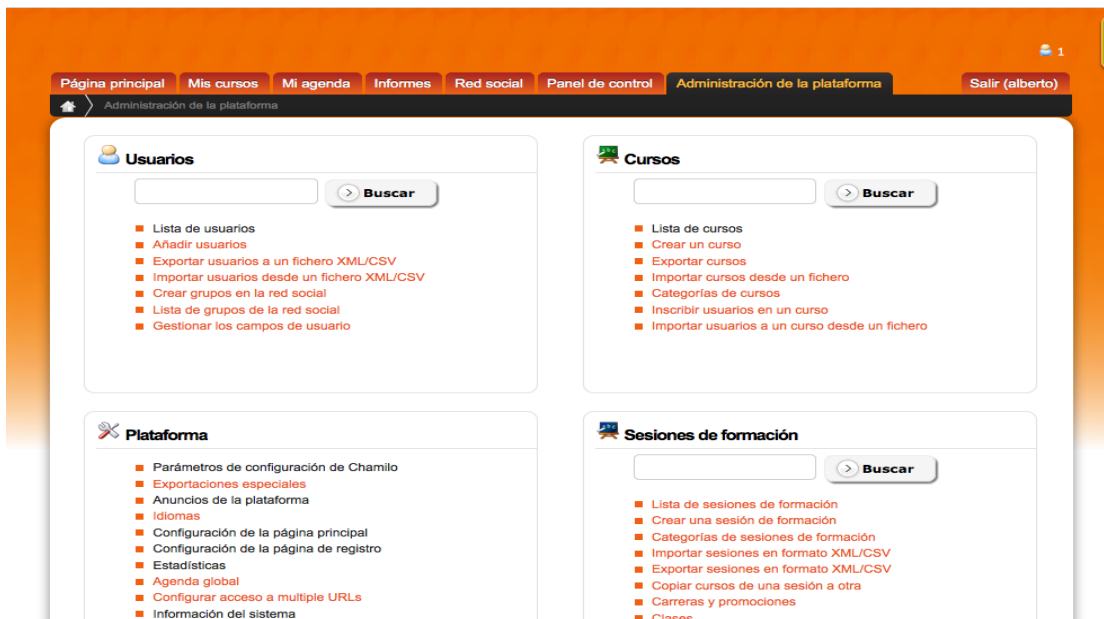 1
Página principal Mis cursos Mi agenda Informes Red social Panel de control Administración de la plataforma Salir (alberto)
Administración de la plataforma
Usuarios
Buscar
Lista de usuarios
Añadir usuarios
Exportar usuarios a un fichero XML/CSV
Importar usuarios desde un fichero XML/CSV
Crear grupos en la red social
Lista de grupos de la red social
Gestionar los campos de usuario
Cursos
Buscar
Lista de cursos
Crear un curso
Exportar cursos
Importar cursos desde un fichero
Categorías de cursos
Inscribir usuarios en un curso
Importar usuarios a un curso desde un fichero
Plataforma
Parámetros de configuración de Chamilo
Exportaciones especiales
Anuncios de la plataforma
Idiomas
Configuración de la página principal
Configuración de la página de registro
Estadísticas
Agenda global
Configurar acceso a multiple URLs
Información del sistema
Sesiones de formación
Buscar
Lista de sesiones de formación
Crear una sesión de formación
Categorías de sesiones de formación
Importar sesiones en formato XML/CSV
Exportar sesiones en formato XML/CSV
Copiar cursos de una sesión a otra
Carreras y promociones
Clases